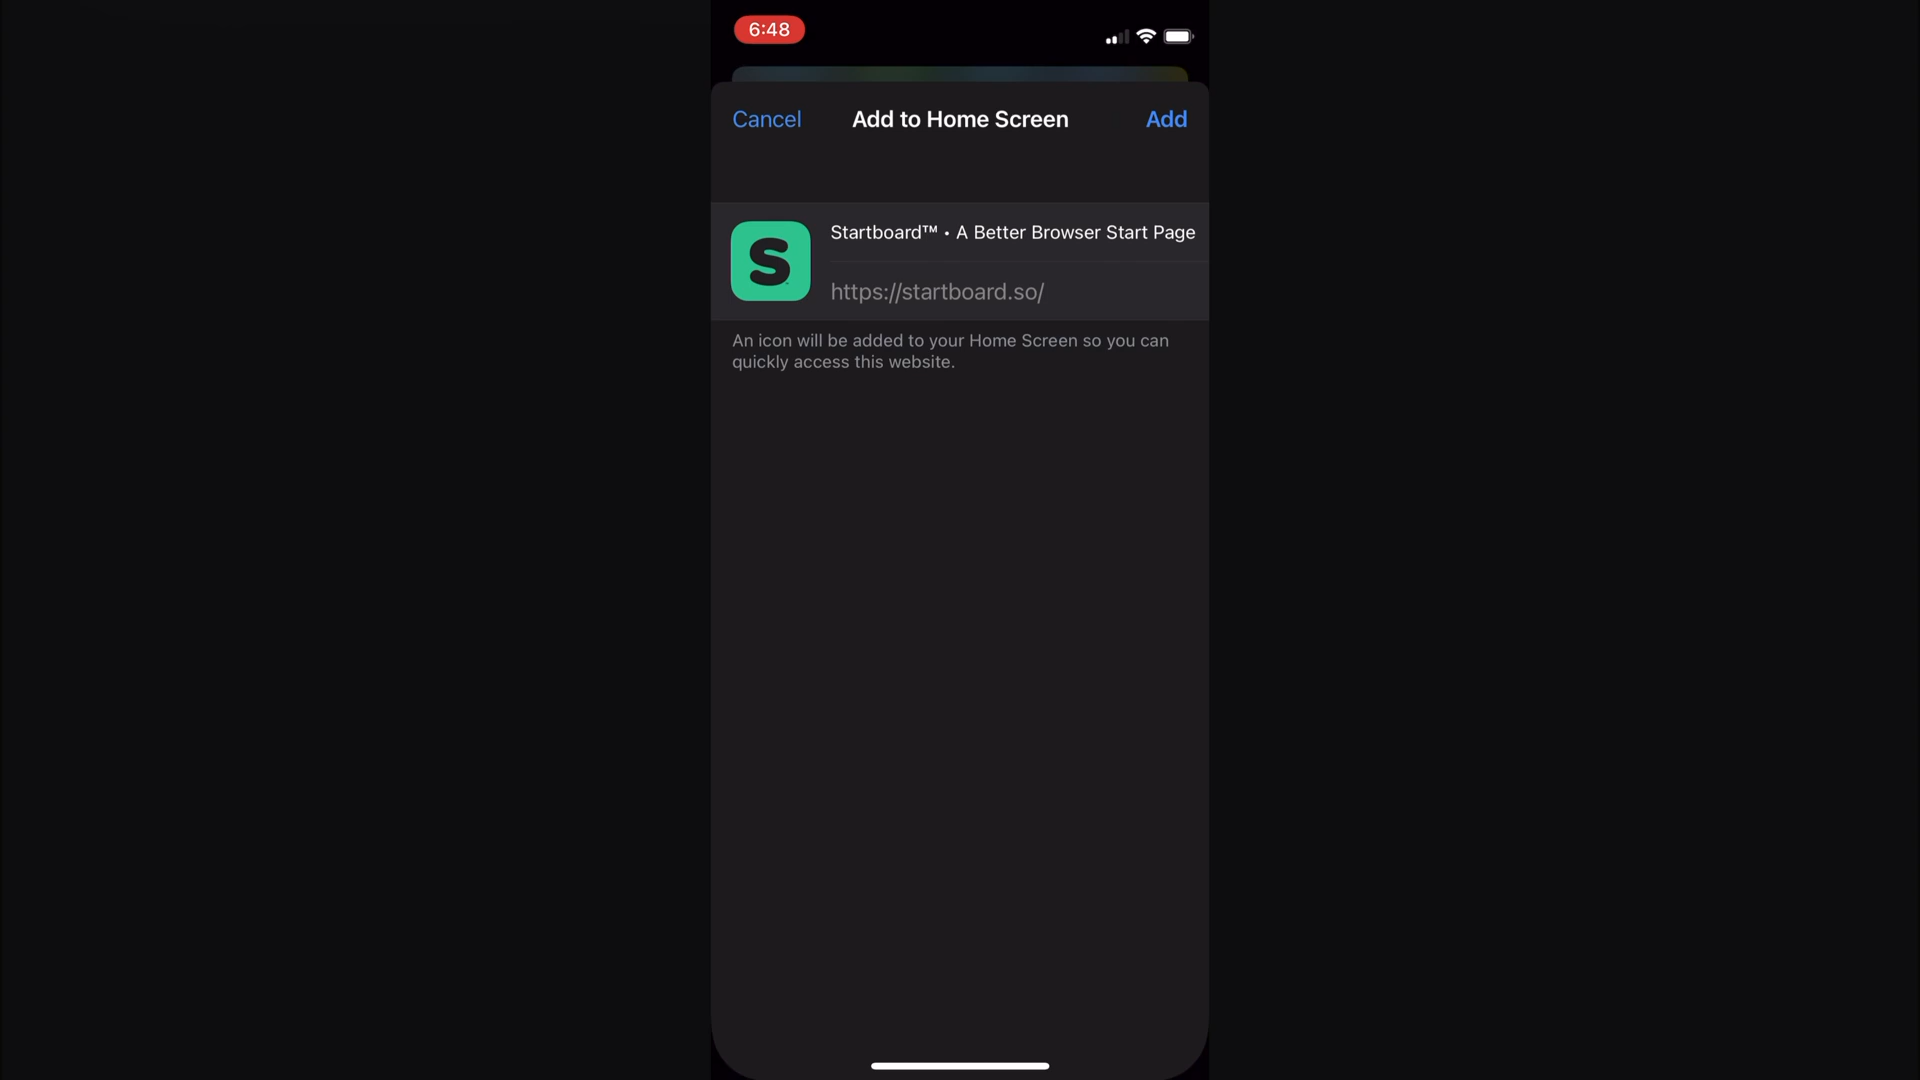 6:48
Cancel Add to Home Screen Add
S
Startboard™ • A Better Browser Start Page
https://startboard.so/
An icon will be added to your Home Screen so you can
quickly access this website.